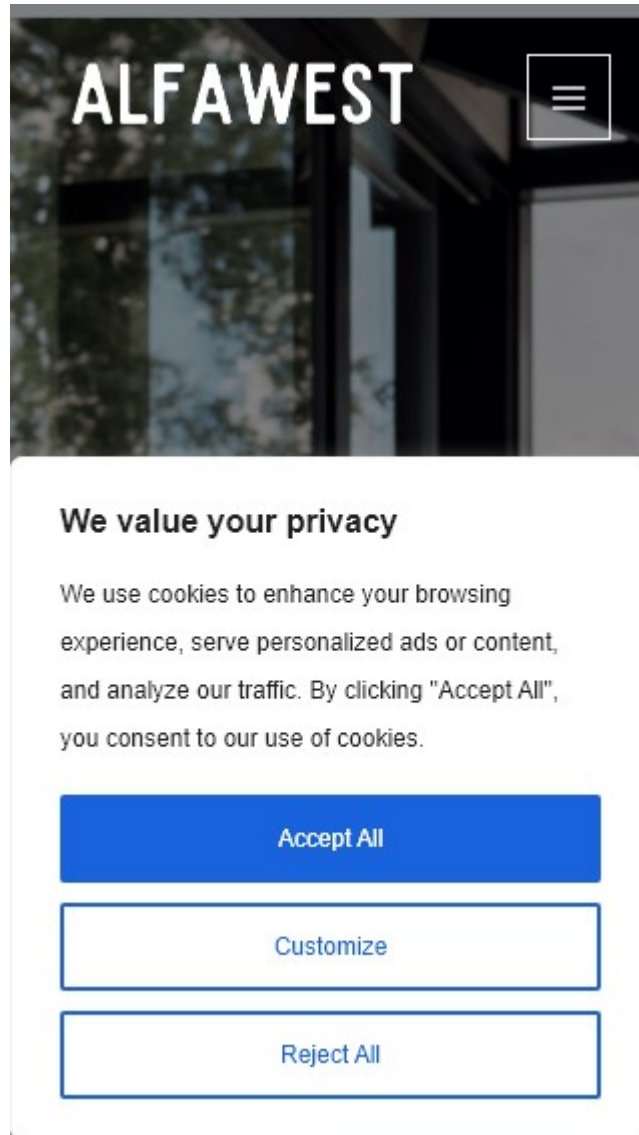 ALFAWEST
We value your privacy
We use cookies to enhance your browsing
experience, serve personalized ads or content,
and analyze our traffic. By clicking "Accept All",
you consent to our use of cookies.
Accept All
Customize
Reject All